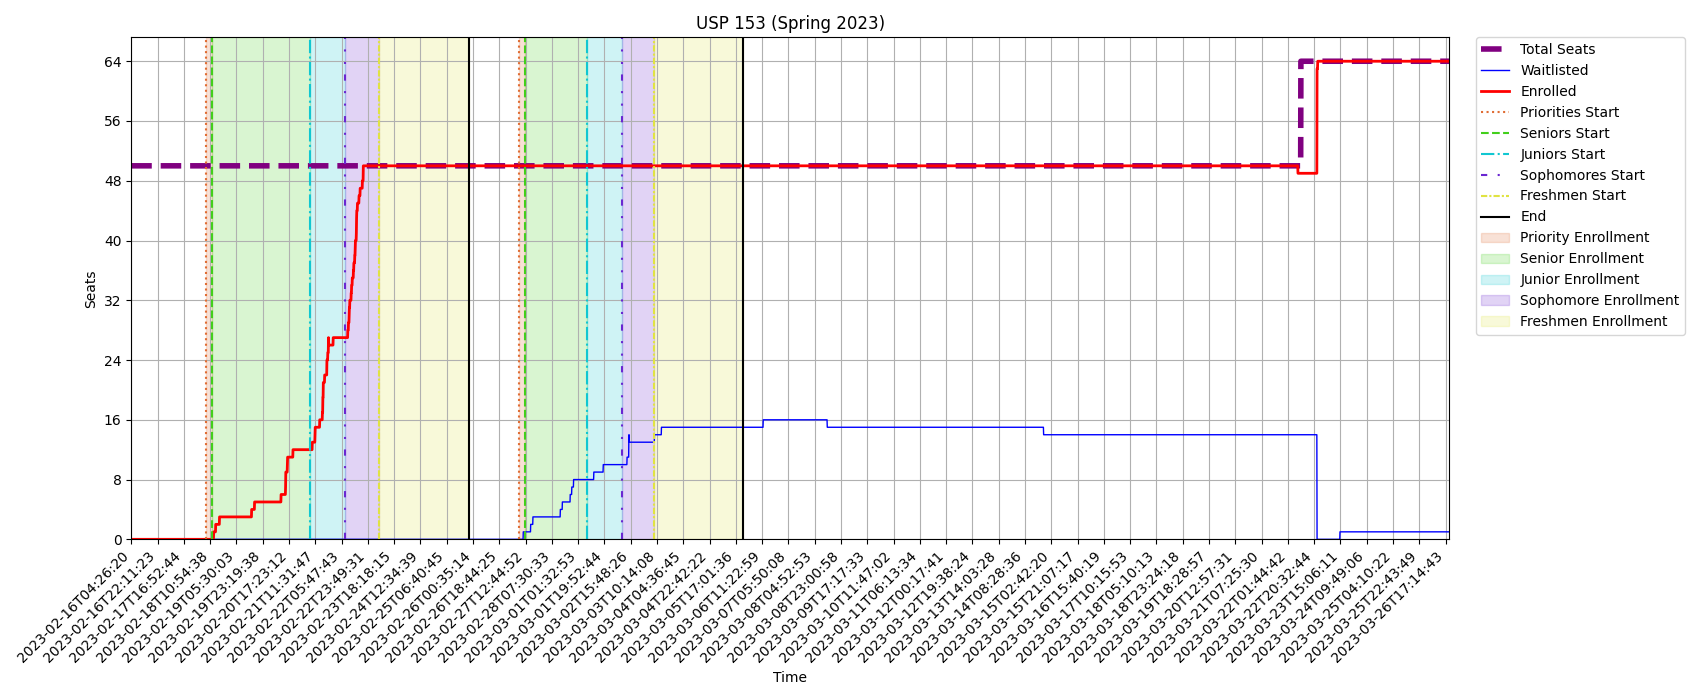 USP 153 (Spring 2023)
Seats
64
56
48
40
32
24
16
8
0
2023-02-16T04:26:20
2023-02-16T22:11:23
2023-02-17T16:52:44
2023-02-18T10:54:38
2023-02-19T05:30:03
2023-02-19T23:19:38
2023-02-20T17:23:12
2023-02-21T11:31:47
2023-02-22T05:47:43
2023-02-22T23:49:31
2023-02-23T18:18:15
2023-02-24T12:34:39
2023-02-25T06:40:45
2023-02-26T00:35:14
2023-02-26T18:44:25
2023-02-27T12:44:52
2023-02-28T07:30:33
2023-03-01T01:32:53
2023-03-01T19:52:44
2023-03-02T15:48:26
2023-03-03T10:14:08
2023-03-04T04:36:45
2023-03-04T22:42:22
2023-03-05T17:01:36
2023-03-06T11:22:59
2023-03-07T05:50:08
2023-03-08T04:52:53
2023-03-08T23:00:58
2023-03-09T17:17:33
2023-03-10T11:47:02
2023-03-11T06:13:34
2023-03-12T00:17:41
2023-03-12T19:38:24
2023-03-13T14:03:28
2023-03-14T08:28:36
2023-03-15T02:42:20
2023-03-15T21:07:17
2023-03-16T15:40:19
2023-03-17T10:15:53
2023-03-18T05:10:13
2023-03-18T23:24:18
2023-03-19T18:28:57
2023-03-20T12:57:31
2023-03-21T07:25:30
2023-03-22T01:44:42
2023-03-22T20:32:44
2023-03-23T15:06:11
2023-03-24T09:49:06
2023-03-25T04:10:22
2023-03-25T22:43:49
2023-03-26T17:14:43
Time
Total Seats
Waitlisted
Enrolled
Priorities Start
Seniors Start
Juniors Start
Sophomores Start
Freshmen Start
End
Priority Enrollment
Senior Enrollment
Junior Enrollment
Sophomore Enrollment
Freshmen Enrollment